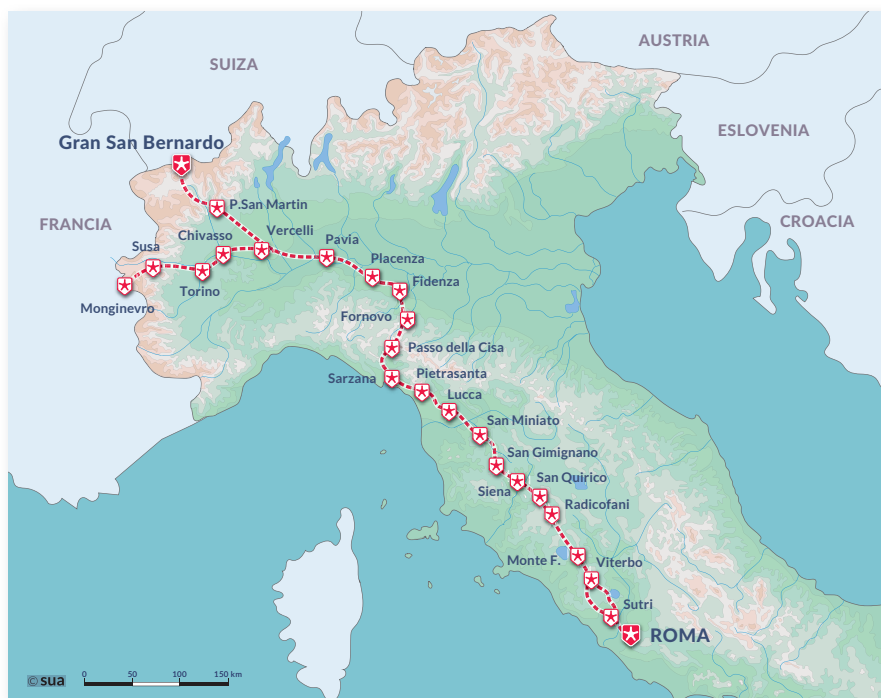 AUSTRIA
SUIZA
ESLOVENIA
Gran San Bernardo
P.San Martin
FRANCIA
CROACIA
Chivasso
Vercelli
Pavia
Susa
Placenza
Torino
Fidenza
Monginevro
Fornovo
Passo della Cisa
Sarzana
Pietrasanta
Lucca
San Miniato
San Gimignano
Siena
San Quirico
Radicofani
Monte F.
Viterbo
Sutri
ROMA
© sua
0 50 100 150 km